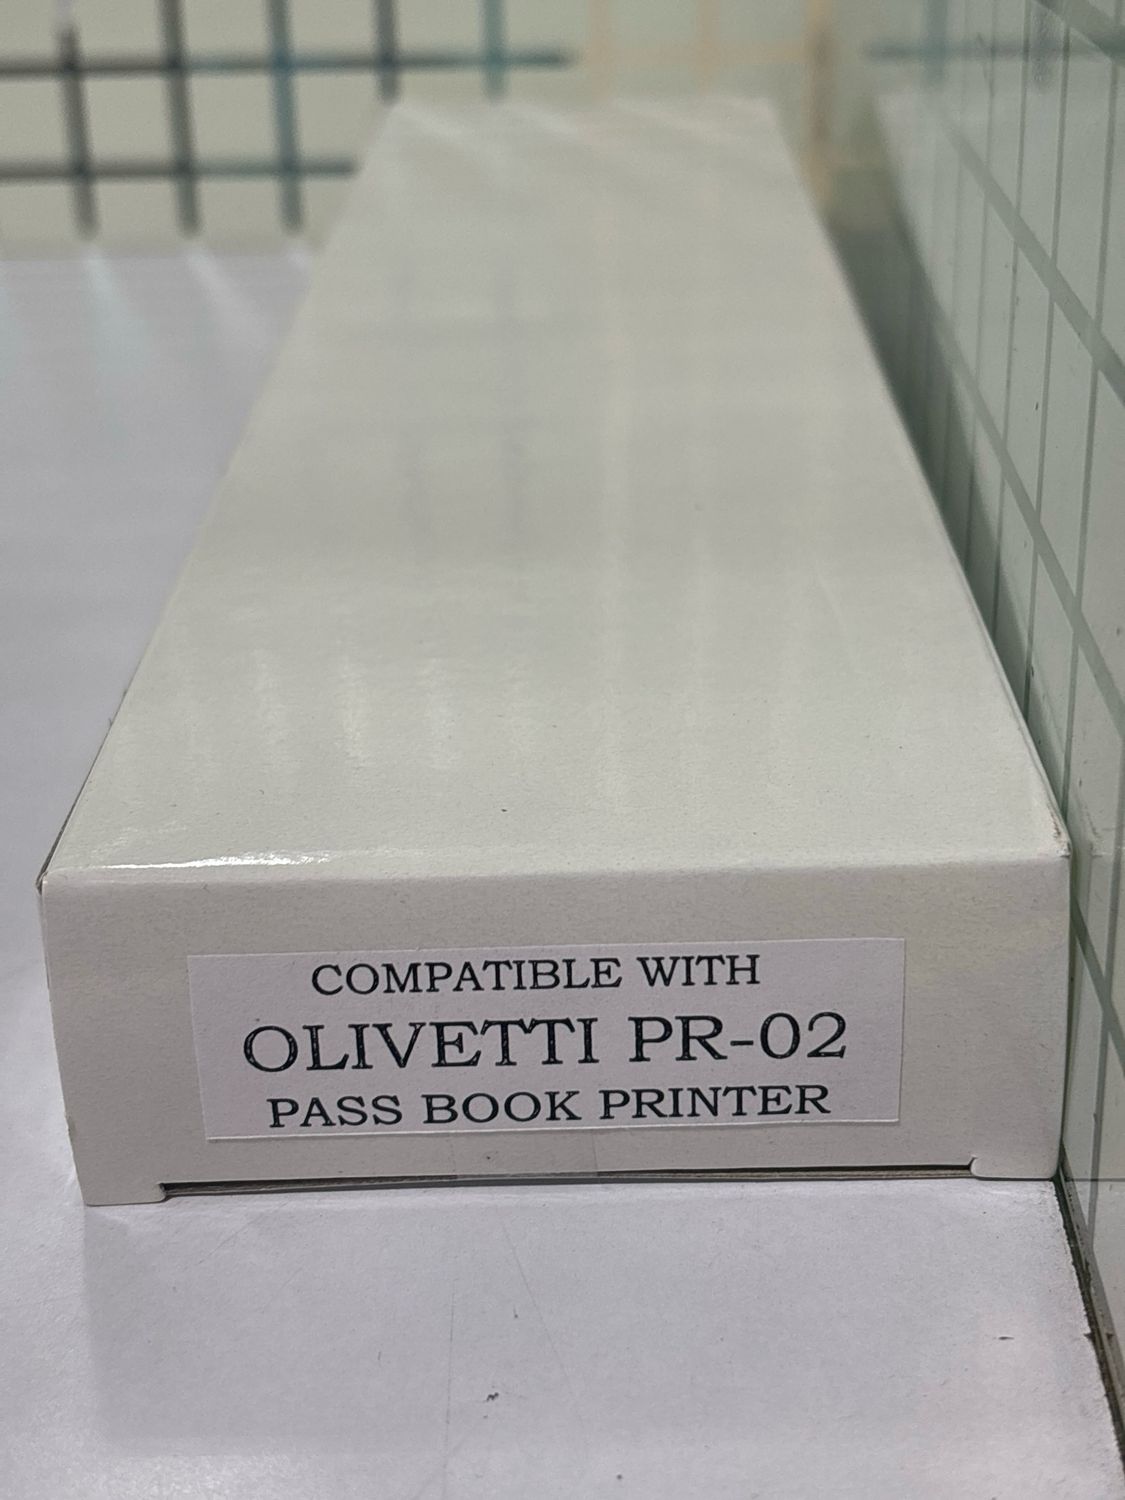 COMPATIBLE WITH
OLIVETTI PR-02
PASS BOOK PRINTER